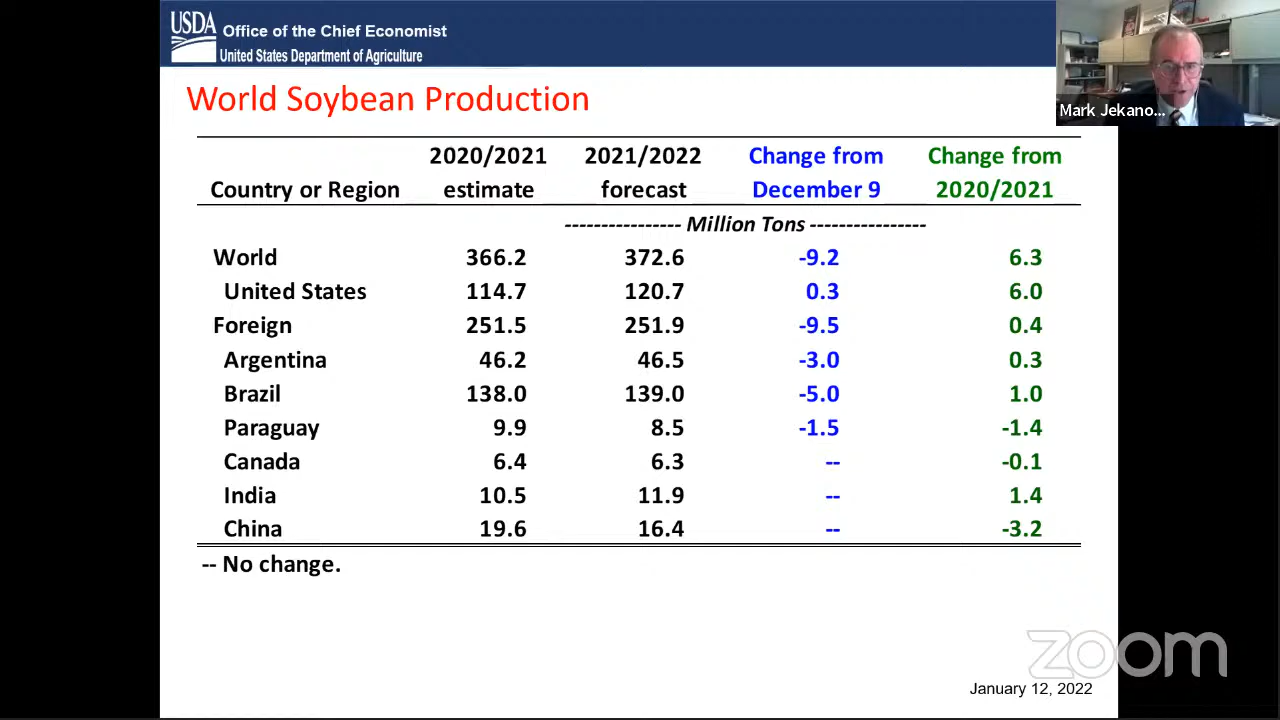 USDA Office of the Chief Economist
United States Department of Agriculture
Mark Jekano...
World Soybean Production
Country or Region 2020/2021 estimate 2021/2022 forecast Change from December 9 Change from 2020/2021
---------------- Million Tons ----------------
World 366.2 372.6 -9.2 6.3
United States 114.7 120.7 0.3 6.0
Foreign 251.5 251.9 -9.5 0.4
Argentina 46.2 46.5 -3.0 0.3
Brazil 138.0 139.0 -5.0 1.0
Paraguay 9.9 8.5 -1.5 -1.4
Canada 6.4 6.3 -- -0.1
India 10.5 11.9 -- 1.4
China 19.6 16.4 -- -3.2
-- No change.
zoom
January 12, 2022